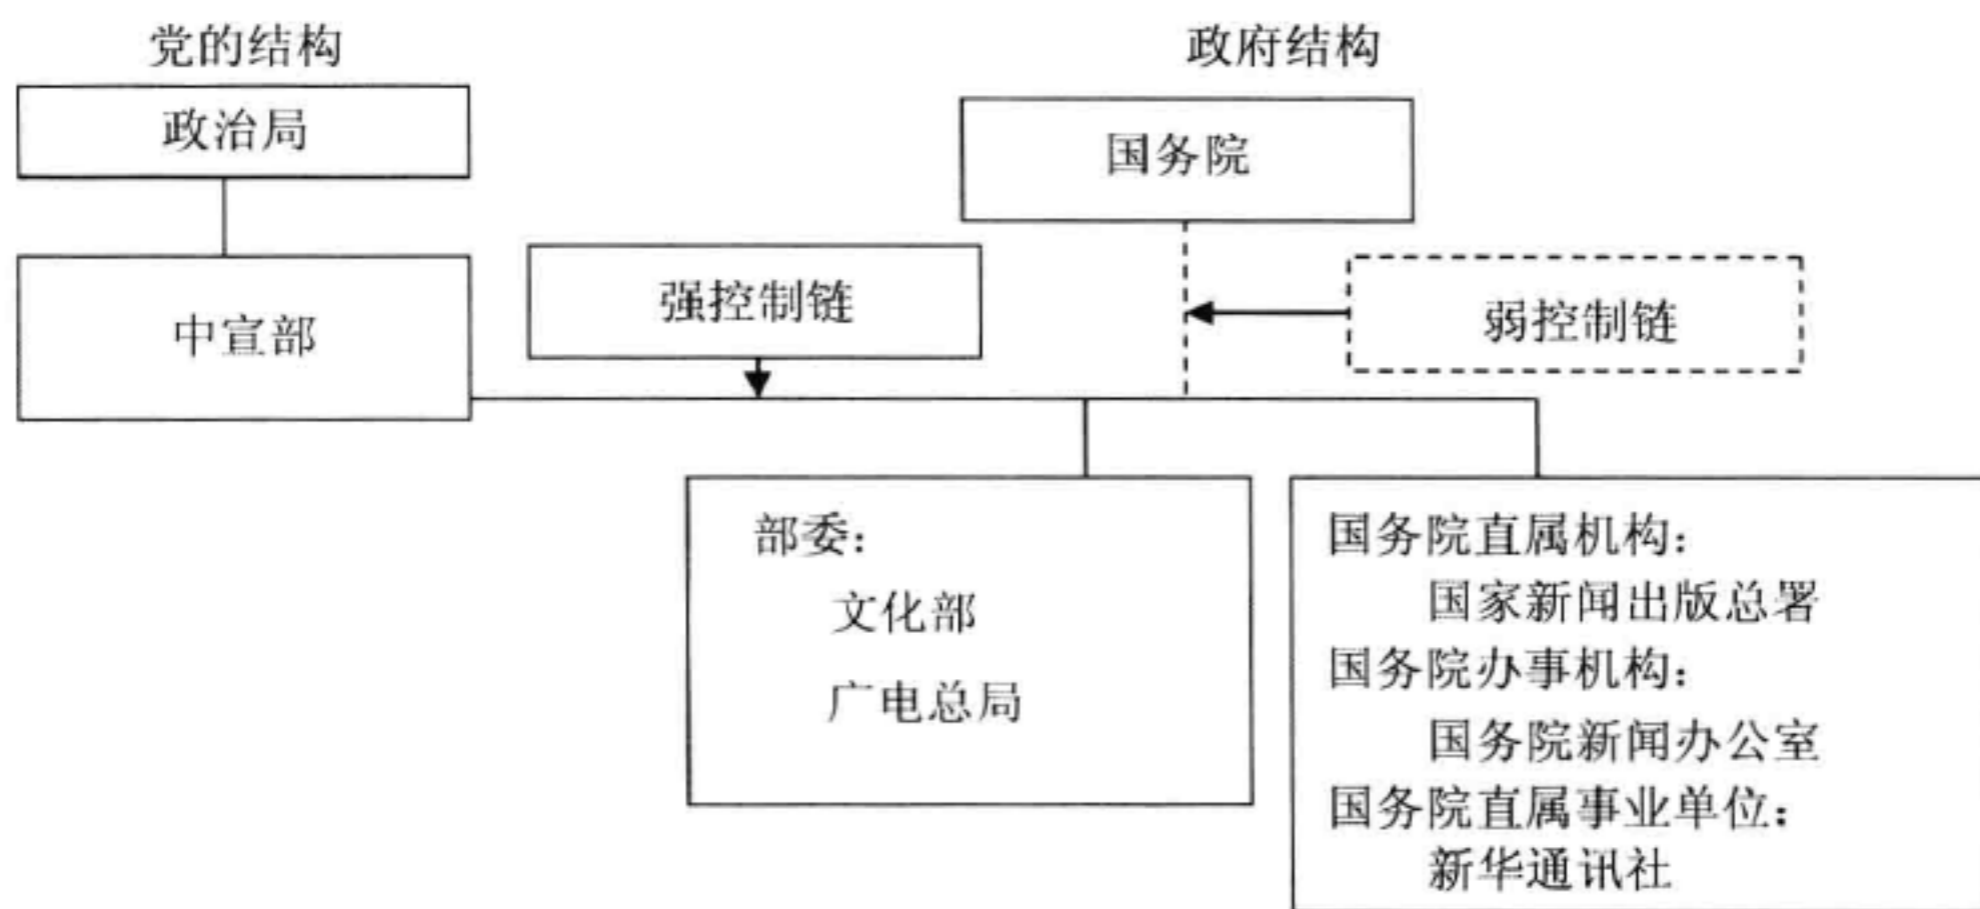 党的结构
政府结构
政治局
国务院
中宣部
强控制链
弱控制链
部委：
文化部
广电总局
国务院直属机构：
国家新闻出版总署
国务院办事机构：
国务院新闻办公室
国务院直属事业单位：
新华通讯社